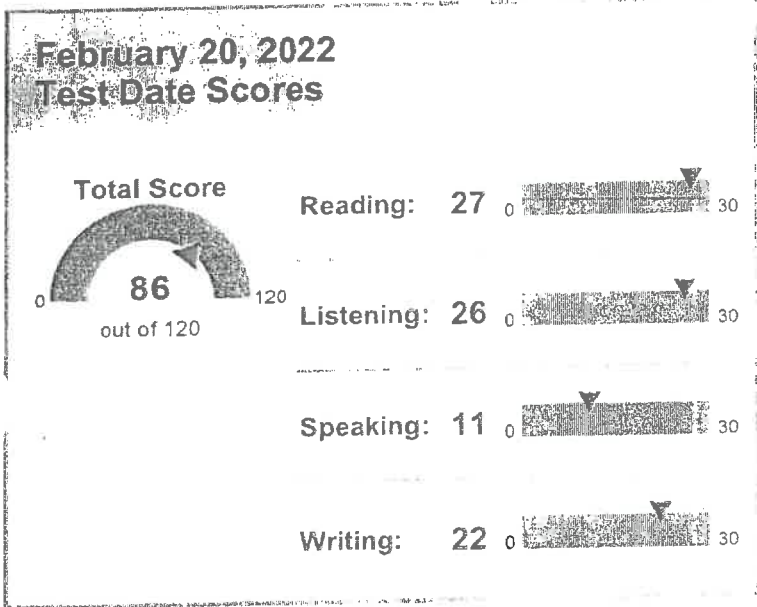 February 20, 2022
Test Date Scores
Total Score
86
0
120
out of 120
Reading: 27 0 30
Listening: 26 0 30
Speaking: 11 0 30
Writing: 22 0 30